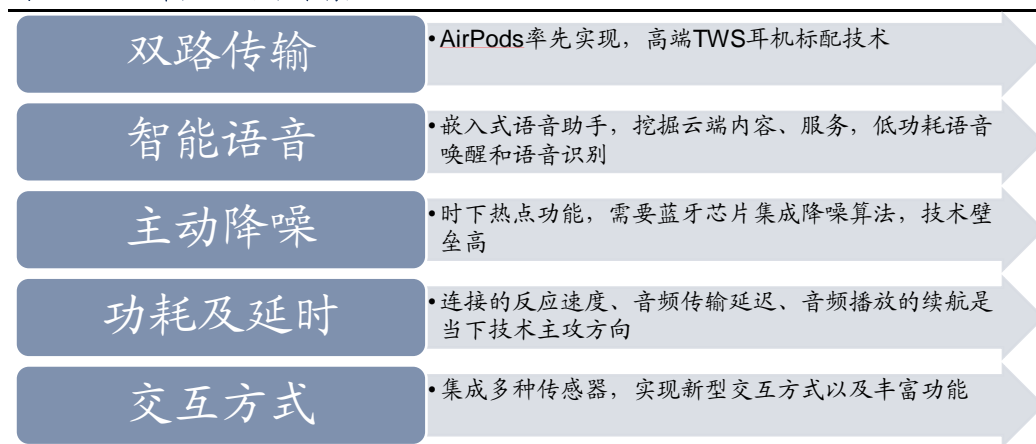 双路传输
•AirPods率先实现，高端TWS耳机标配技术
智能语音
•嵌入式语音助手，挖掘云端内容、服务，低功耗语音
唤醒和语音识别
主动降噪
•时下热点功能，需要蓝牙芯片集成降噪算法，技术壁
垒高
功耗及延时
•连接的反应速度、音频传输延迟、音频播放的续航是
当下技术主攻方向
交互方式
•集成多种传感器，实现新型交互方式以及丰富功能